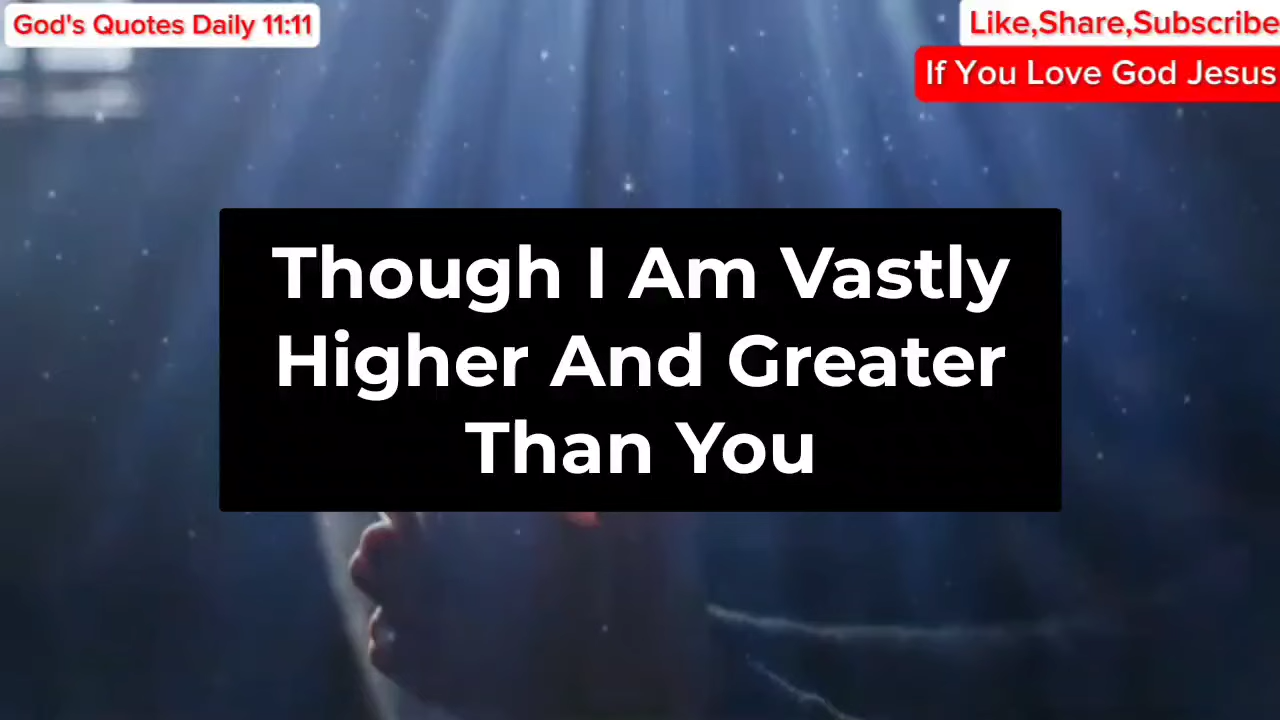 God's Quotes Daily 11:11
Like,Share,Subscribe
If You Love God Jesus
Though I Am Vastly
Higher And Greater
Than You